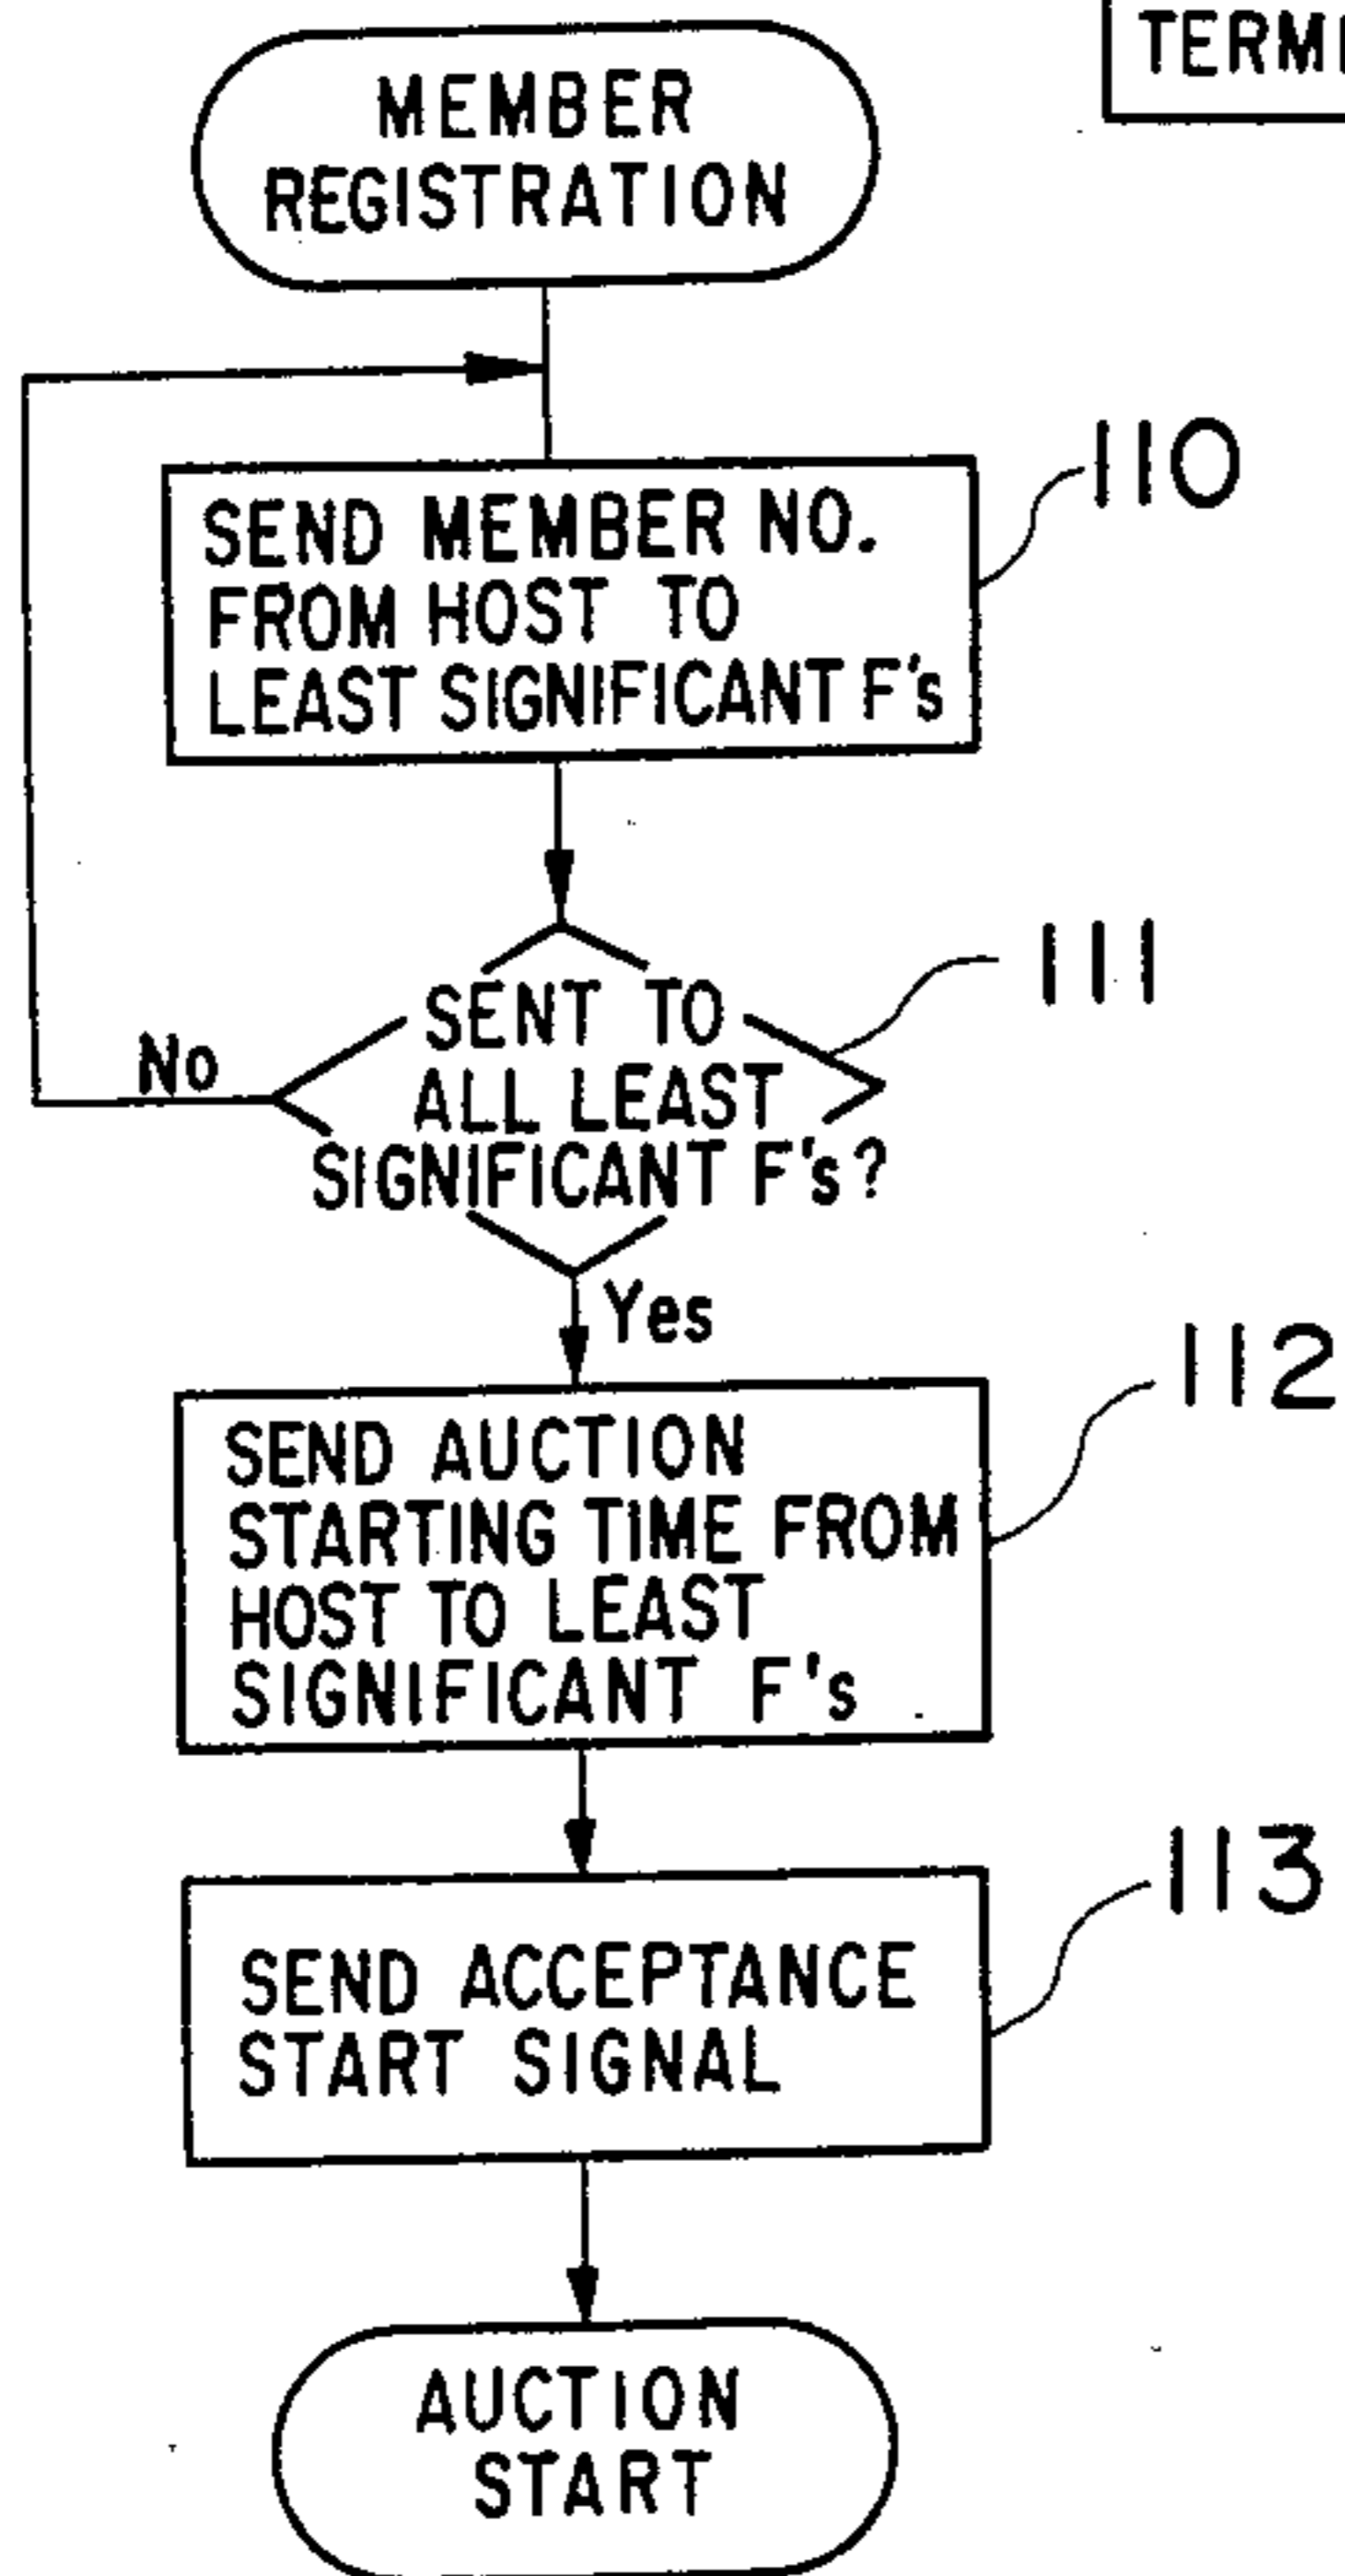 MEMBER
REGISTRATION
110
SEND MEMBER NO.
FROM HOST TO
LEAST SIGNIFICANT F's
111
SENT TO
ALL LEAST
SIGNIFICANT F's?
No
Yes
112
SEND AUCTION
STARTING TIME FROM
HOST TO LEAST
SIGNIFICANT F's
113
SEND ACCEPTANCE
START SIGNAL
AUCTION
START